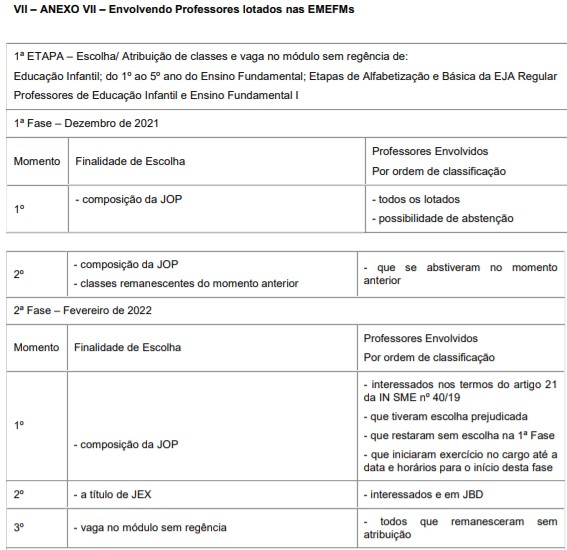 VII – ANEXO VII – Envolvendo Professores lotados nas EMEFMs
1ª ETAPA – Escolha/ Atribuição de classes e vaga no módulo sem regência de:
Educação Infantil; do 1º ao 5º ano do Ensino Fundamental; Etapas de Alfabetização e Básica da EJA Regular
Professores de Educação Infantil e Ensino Fundamental I
1ª Fase – Dezembro de 2021
Momento
Finalidade de Escolha
Professores Envolvidos
Por ordem de classificação
1º
- composição da JOP
- todos os lotados
- possibilidade de abstenção
2º
- composição da JOP
- classes remanescentes do momento anterior
- que se abstiveram no momento
anterior
2ª Fase – Fevereiro de 2022
Momento
Finalidade de Escolha
Professores Envolvidos
Por ordem de classificação
1º
- composição da JOP
- interessados nos termos do artigo 21
da IN SME nº 40/19
- que tiveram escolha prejudicada
- que restaram sem escolha na 1ª Fase
- que iniciaram exercício no cargo até a
data e horários para o início desta fase
2º
- a título de JEX
- interessados e em JBD
3º
- vaga no módulo sem regência
- todos que remanesceram sem
atribuição